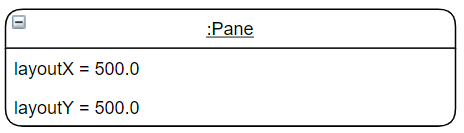 :Pane
layoutX = 500.0
layoutY = 500.0